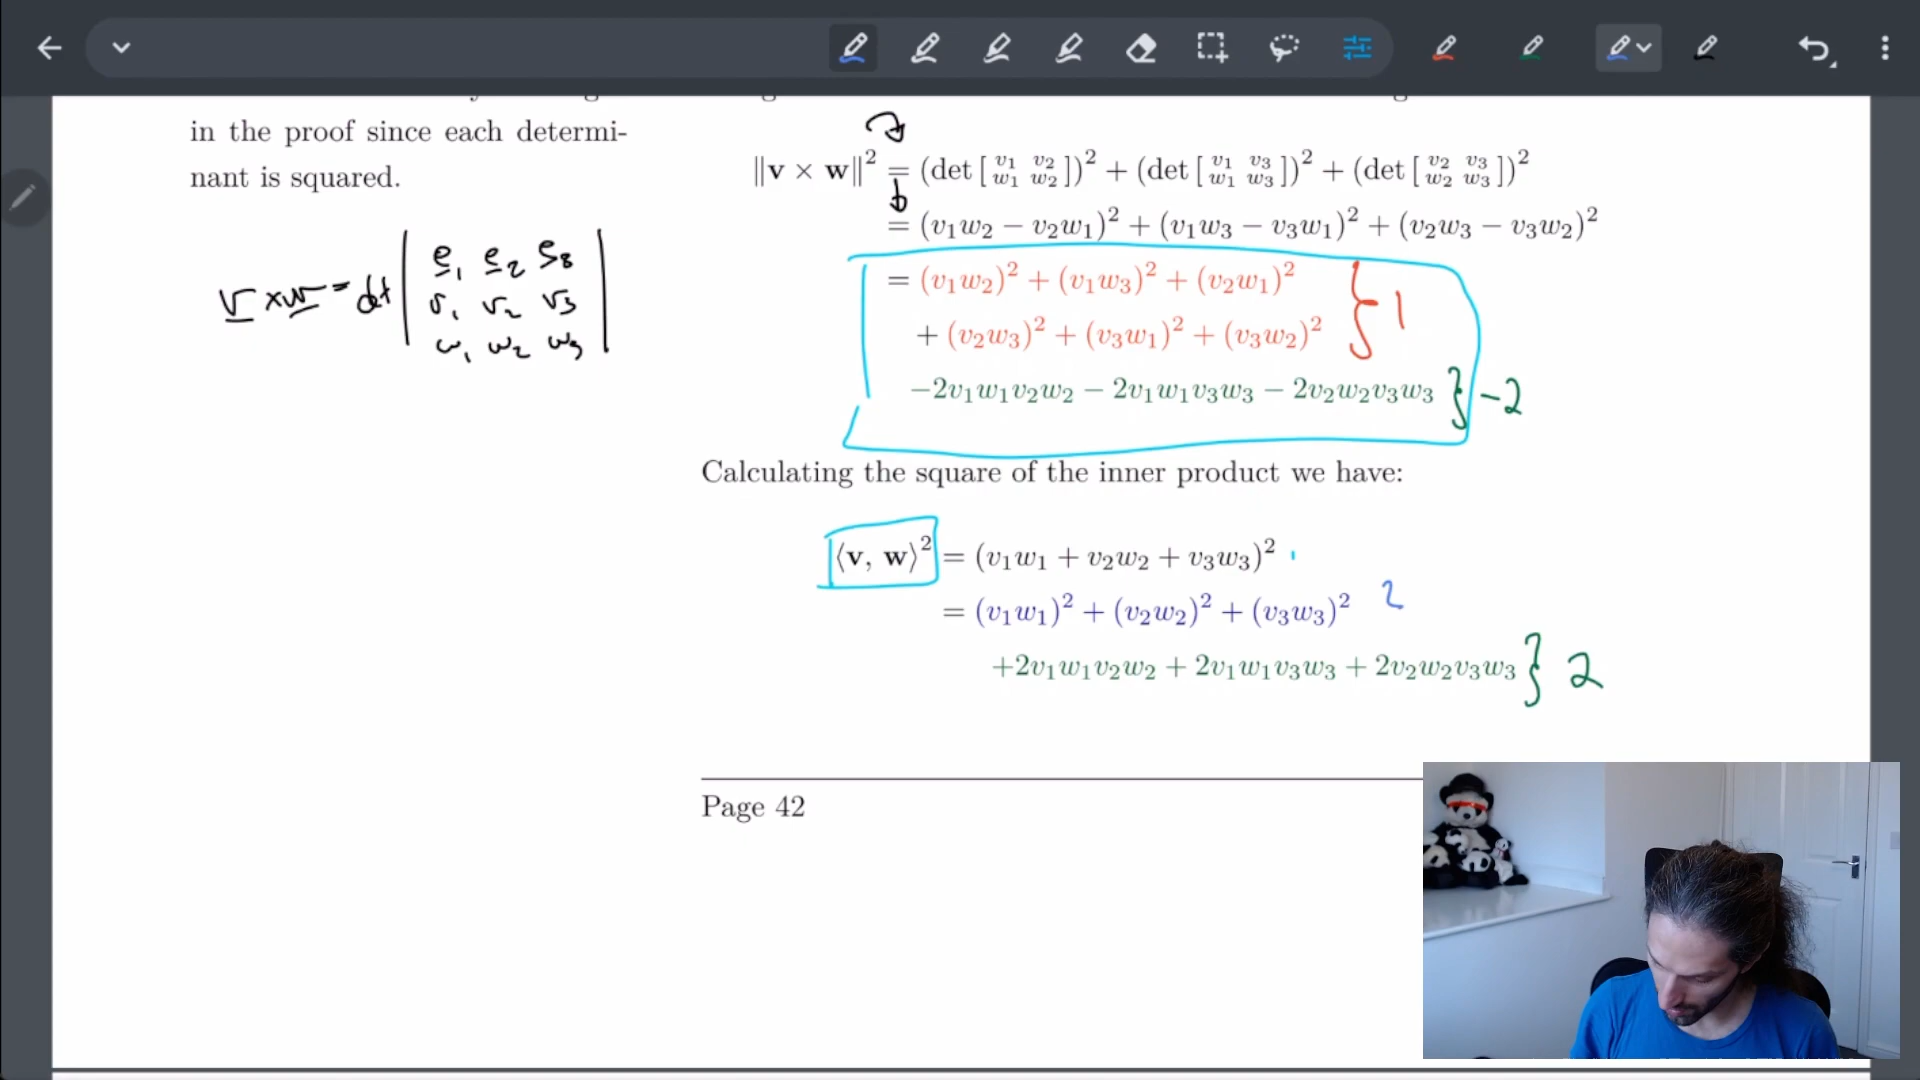 in the proof since each determi-
nant is squared.
v × w = det | e₁ e₂ e₃
v₁ v₂ v₃
w₁ w₂ w₃ |
‖v × w‖² = (det [ v₁ v₂ w₁ w₂ ])² + (det [ v₁ v₃ w₁ w₃ ])² + (det [ v₂ v₃ w₂ w₃ ])²
= (v₁w₂ − v₂w₁)² + (v₁w₃ − v₃w₁)² + (v₂w₃ − v₃w₂)²
= (v₁w₂)² + (v₁w₃)² + (v₂w₁)²
+ (v₂w₃)² + (v₃w₁)² + (v₃w₂)² } 1
−2v₁w₁v₂w₂ − 2v₁w₁v₃w₃ − 2v₂w₂v₃w₃ } -2
Calculating the square of the inner product we have:
⟨v, w⟩² = (v₁w₁ + v₂w₂ + v₃w₃)²
= (v₁w₁)² + (v₂w₂)² + (v₃w₃)² 2
+2v₁w₁v₂w₂ + 2v₁w₁v₃w₃ + 2v₂w₂v₃w₃ } 2
Page 42